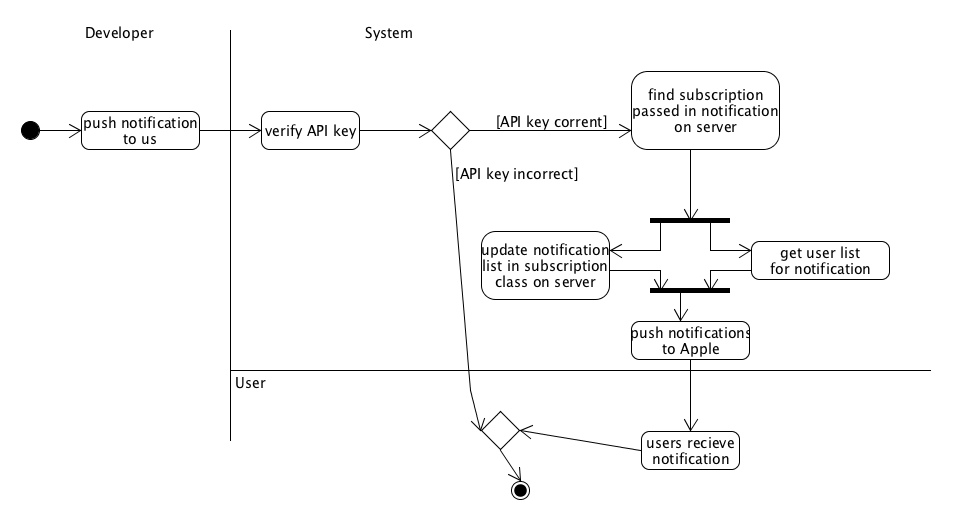 Developer
System
push notification
to us
verify API key
[API key corrent]
find subscription
passed in notification
on server
[API key incorrect]
update notification
list in subscription
class on server
get user list
for notification
push notifications
to Apple
User
users recieve
notification